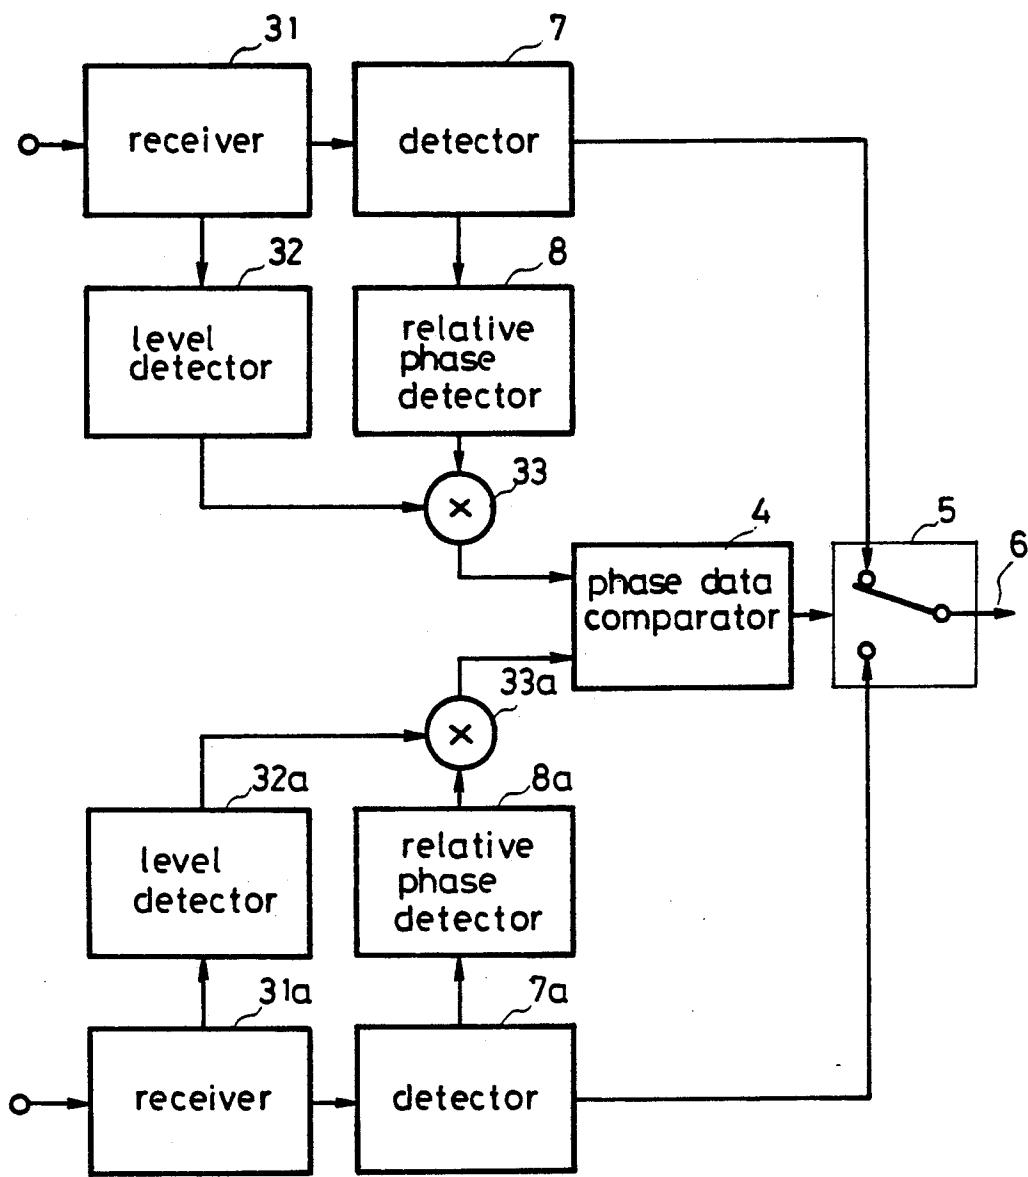 31
7
receiver
detector
32
8
level
detector
relative
phase
detector
33
×
4
5
6
phase data
comparator
33a
×
32a
8a
level
detector
relative
phase
detector
31a
7a
receiver
detector